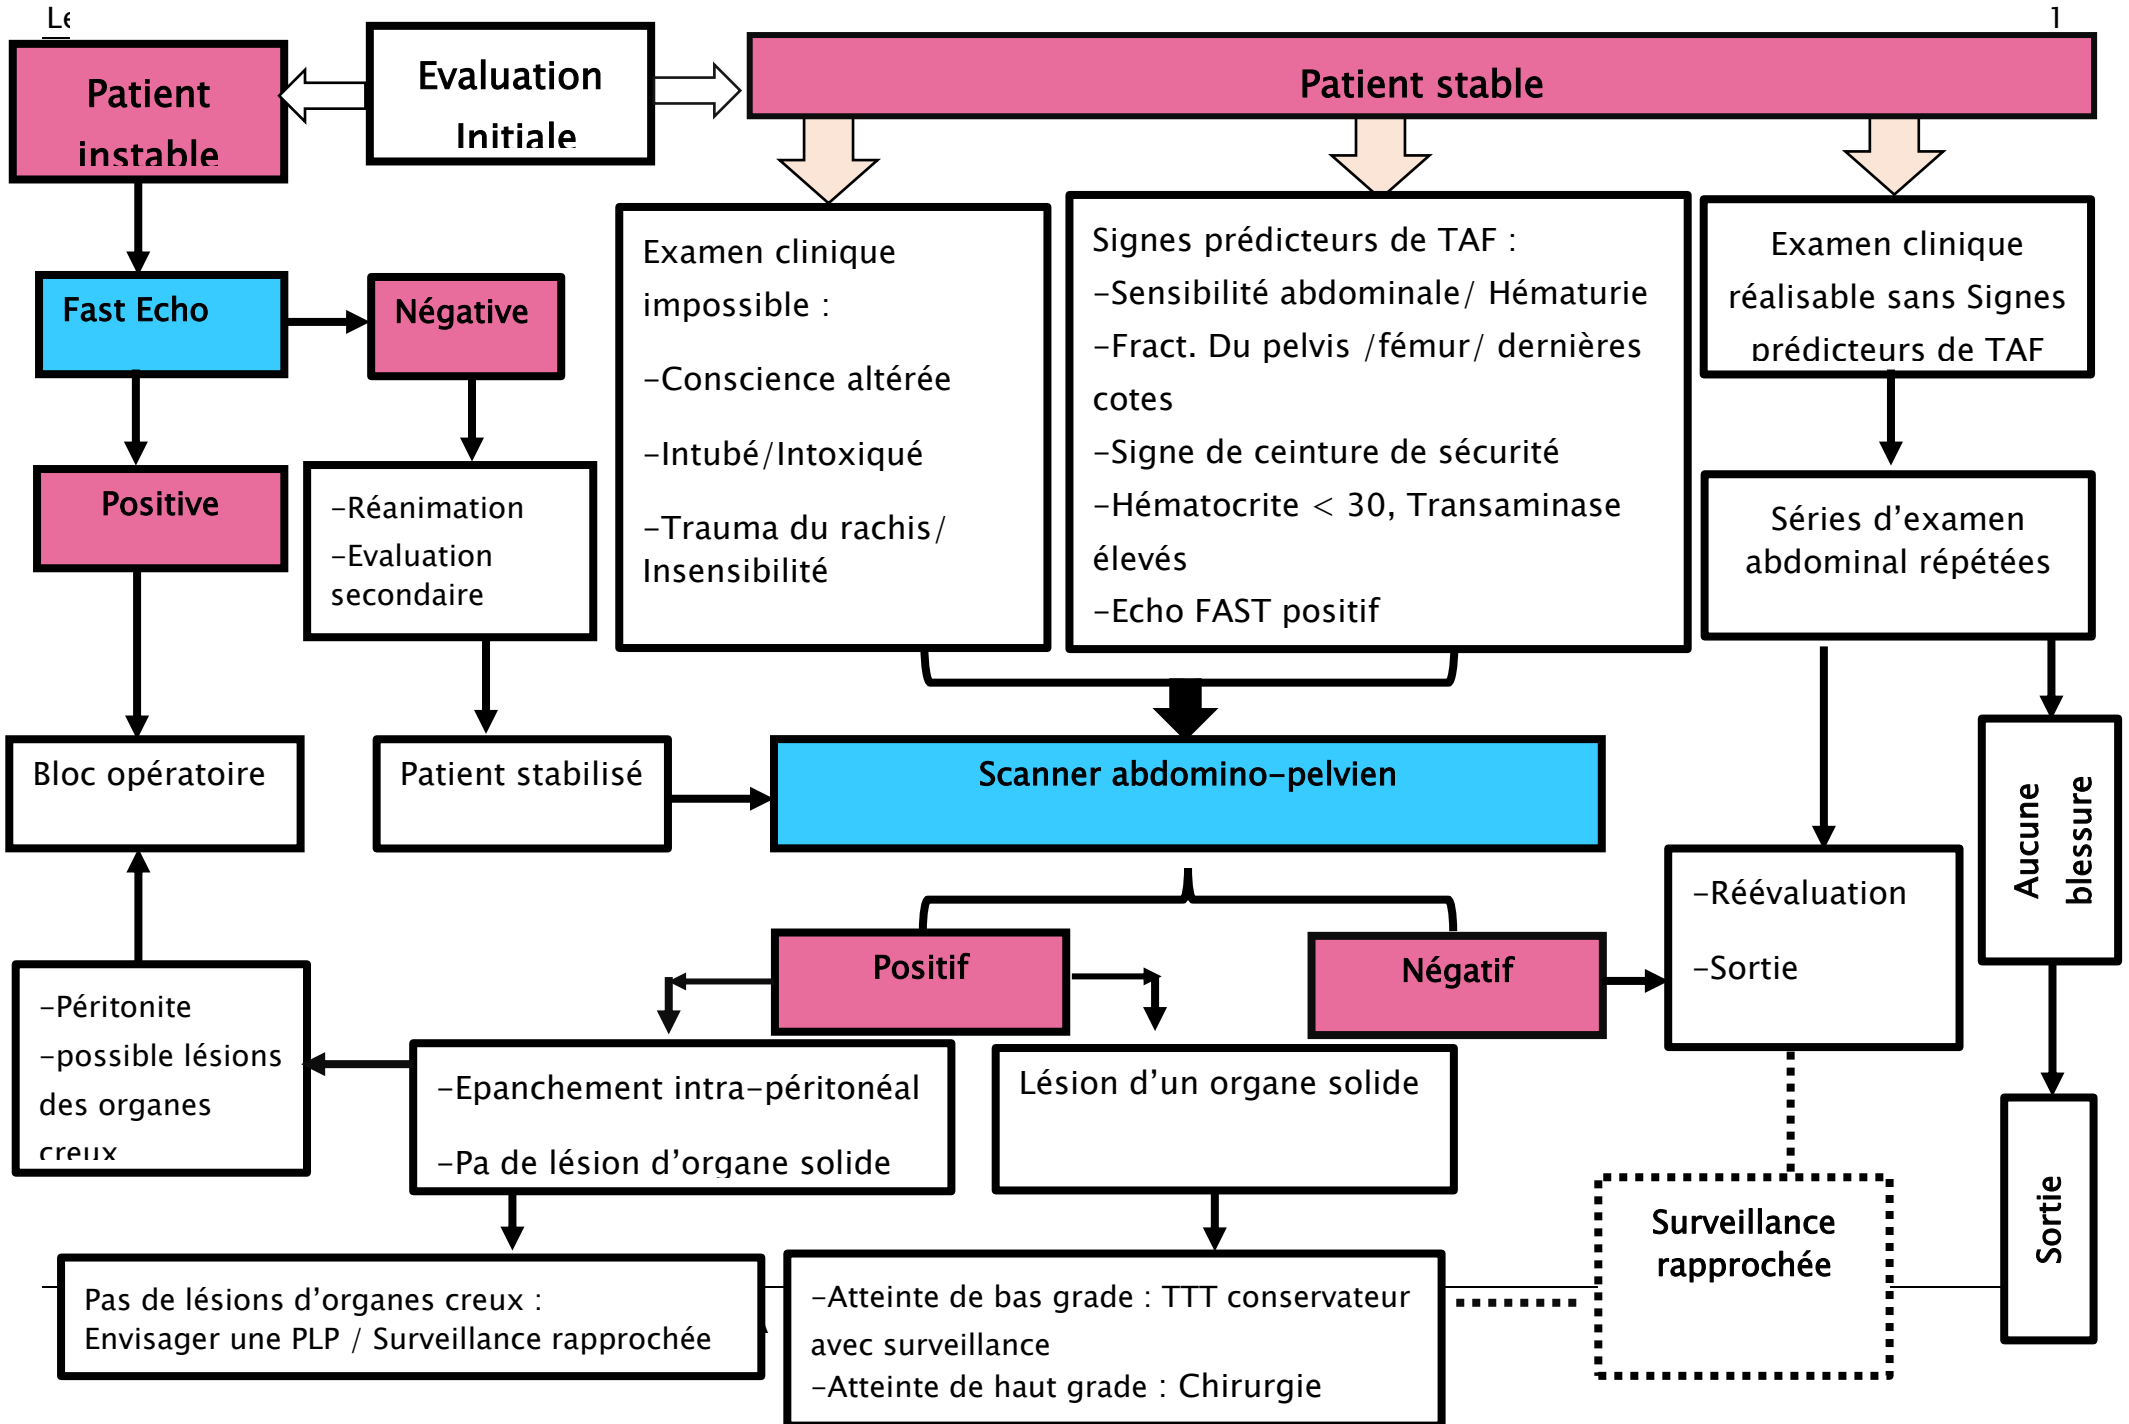 1
Patient
instable
Evaluation
Initiale
Patient stable
Fast Echo
Négative
Positive
-Réanimation
-Evaluation
secondaire
Examen clinique
impossible :
-Conscience altérée
-Intubé/Intoxiqué
-Trauma du rachis/
Insensibilité
Signes prédicteurs de TAF :
-Sensibilité abdominale/ Hématurie
-Fract. Du pelvis /fémur/ dernières
cotes
-Signe de ceinture de sécurité
-Hématocrite < 30, Transaminase
élevés
-Echo FAST positif
Examen clinique
réalisable sans Signes
prédicteurs de TAF
Séries d'examen
abdominal répétées
Bloc opératoire
Patient stabilisé
Scanner abdomino-pelvien
Aucune
blessure
-Réévaluation
-Sortie
Positif
Négatif
-Péritonite
-possible lésions
des organes
creux
-Epanchement intra-péritonéal
-Pa de lésion d'organe solide
Lésion d'un organe solide
Surveillance
rapprochée
Sortie
Pas de lésions d'organes creux :
Envisager une PLP / Surveillance rapprochée
-Atteinte de bas grade : TTT conservateur
avec surveillance
-Atteinte de haut grade : Chirurgie